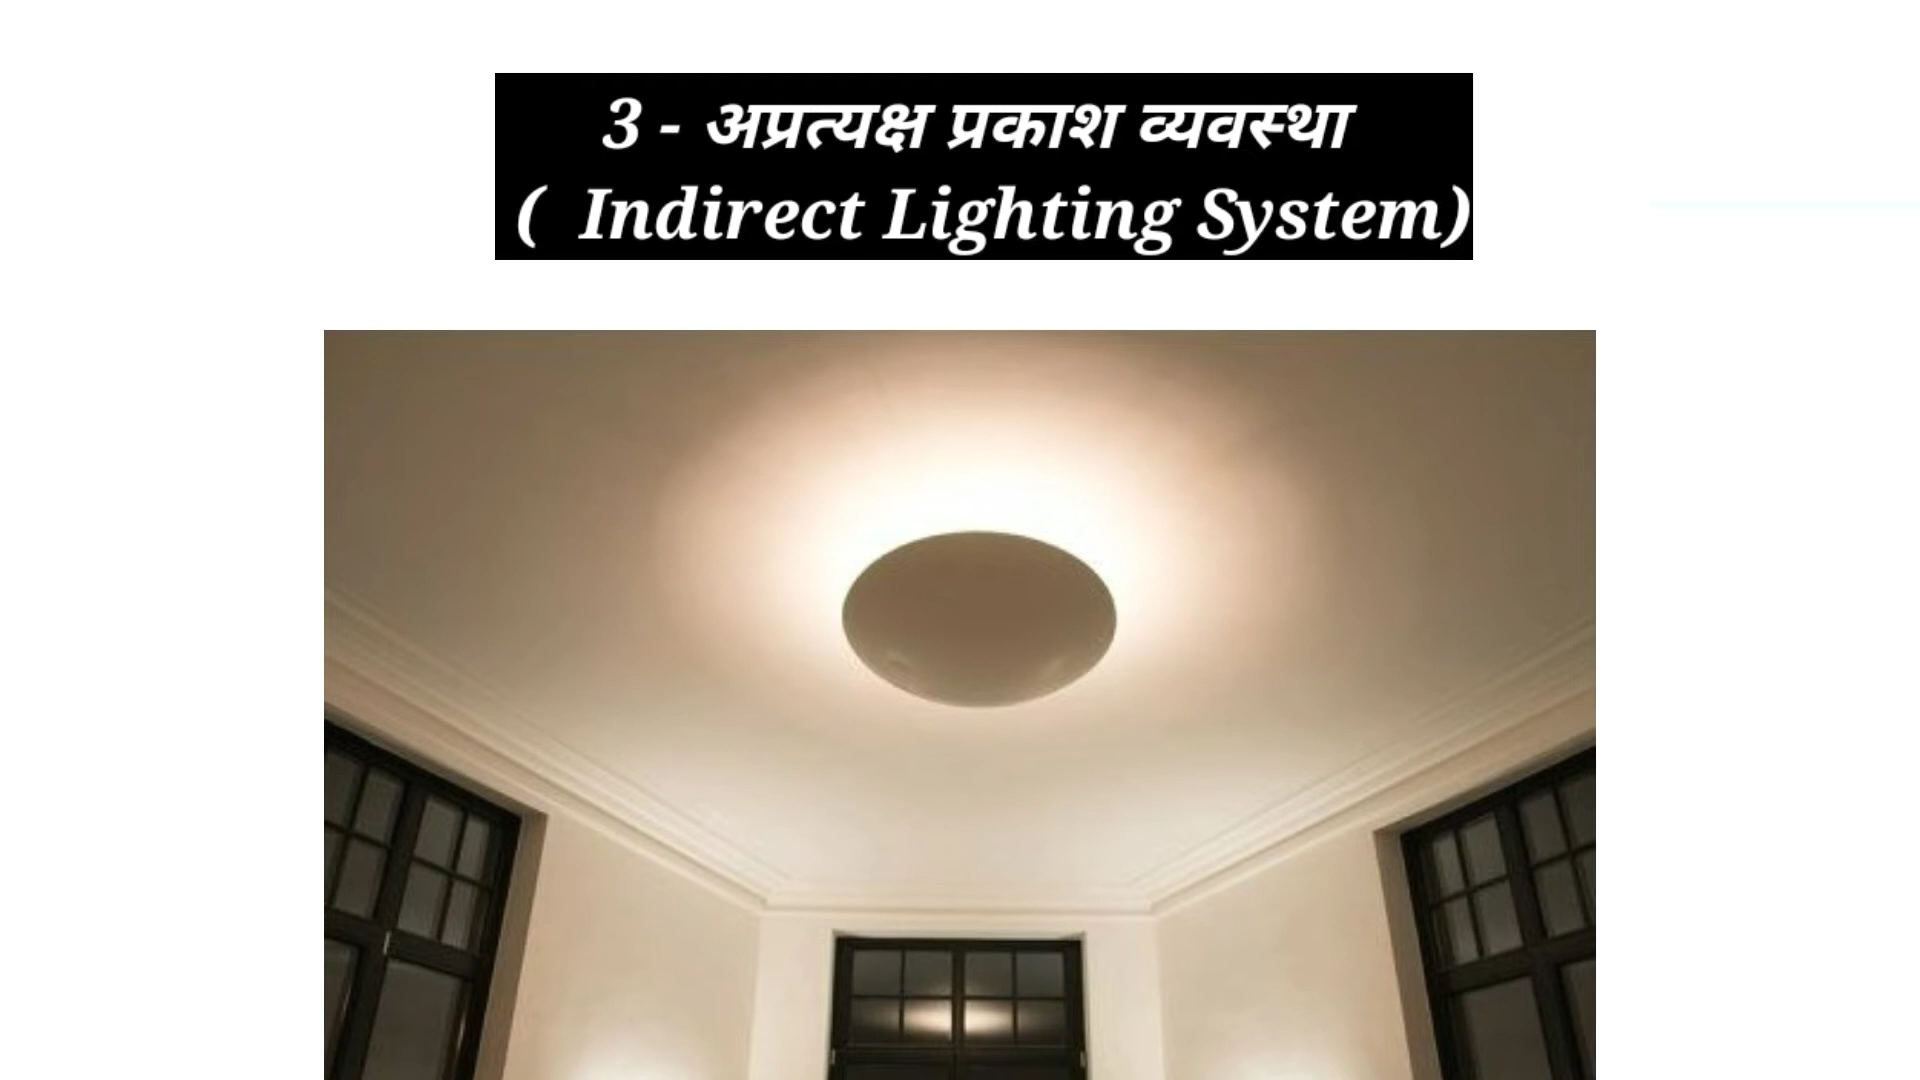 3 - अप्रत्यक्ष प्रकाश व्यवस्था
( Indirect Lighting System)